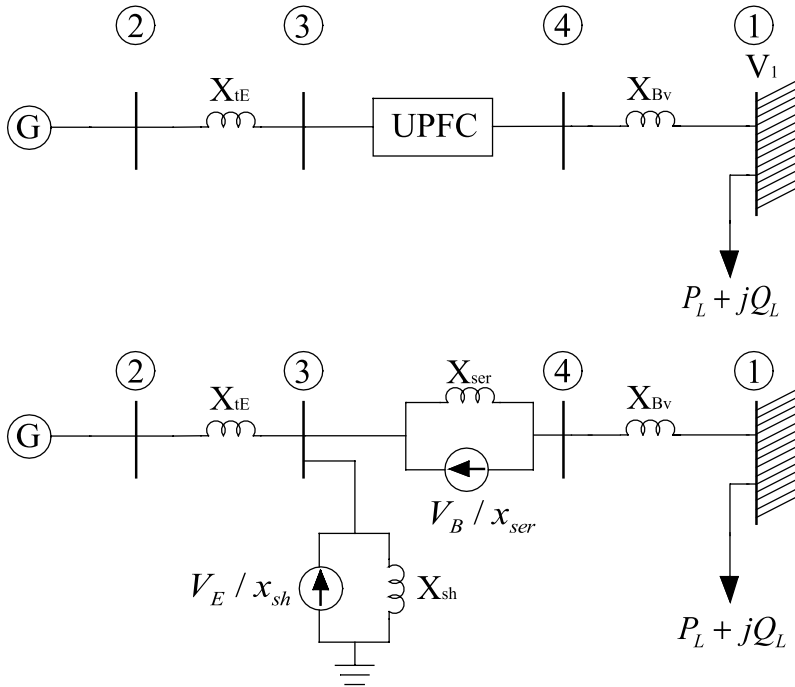 ② ③ ④ ①
V₁
X_tE X_Bv
G UPFC
P_L + jQ_L
② ③ ④ ①
X_tE X_ser X_Bv
G
V_B / x_ser
V_E / x_sh X_sh
P_L + jQ_L